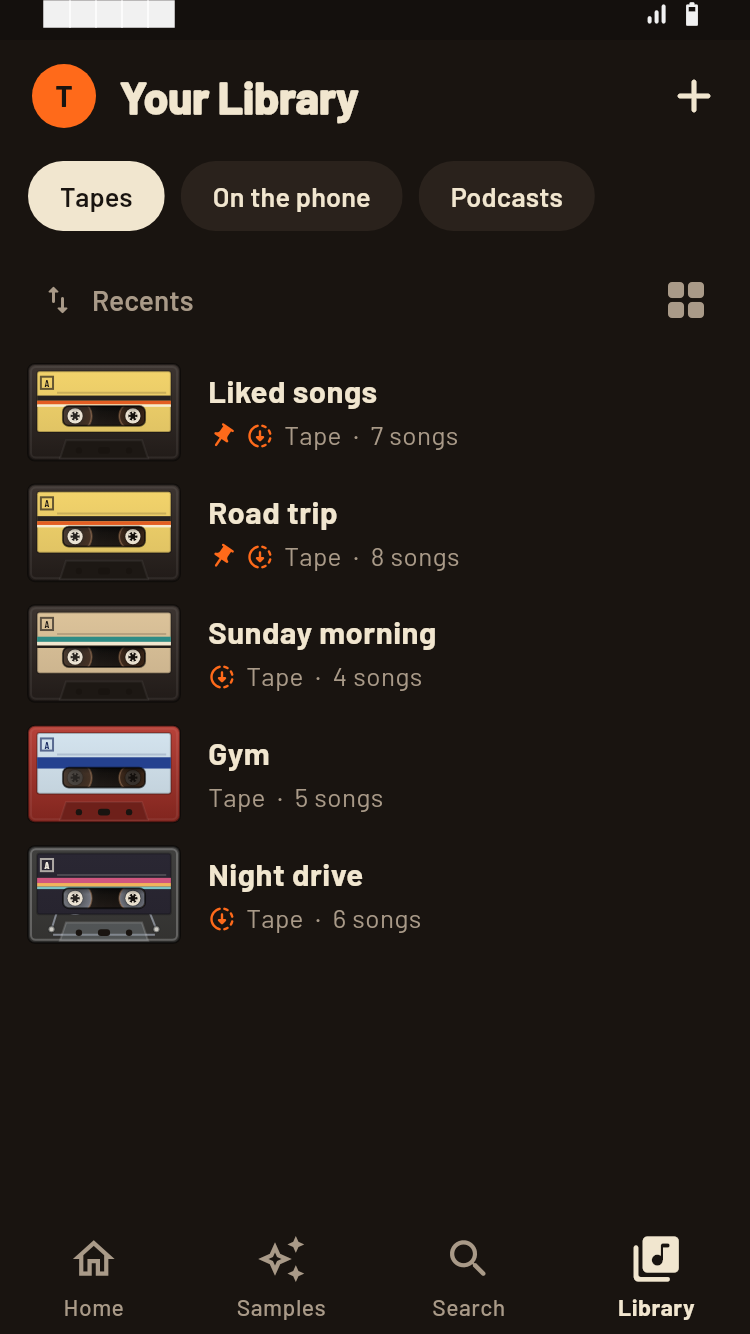 T
Your Library
Tapes
On the phone
Podcasts
Recents
A
Liked songs
Tape · 7 songs
A
Road trip
Tape · 8 songs
A
Sunday morning
Tape · 4 songs
A
Gym
Tape · 5 songs
A
Night drive
Tape · 6 songs
Home
Samples
Search
Library